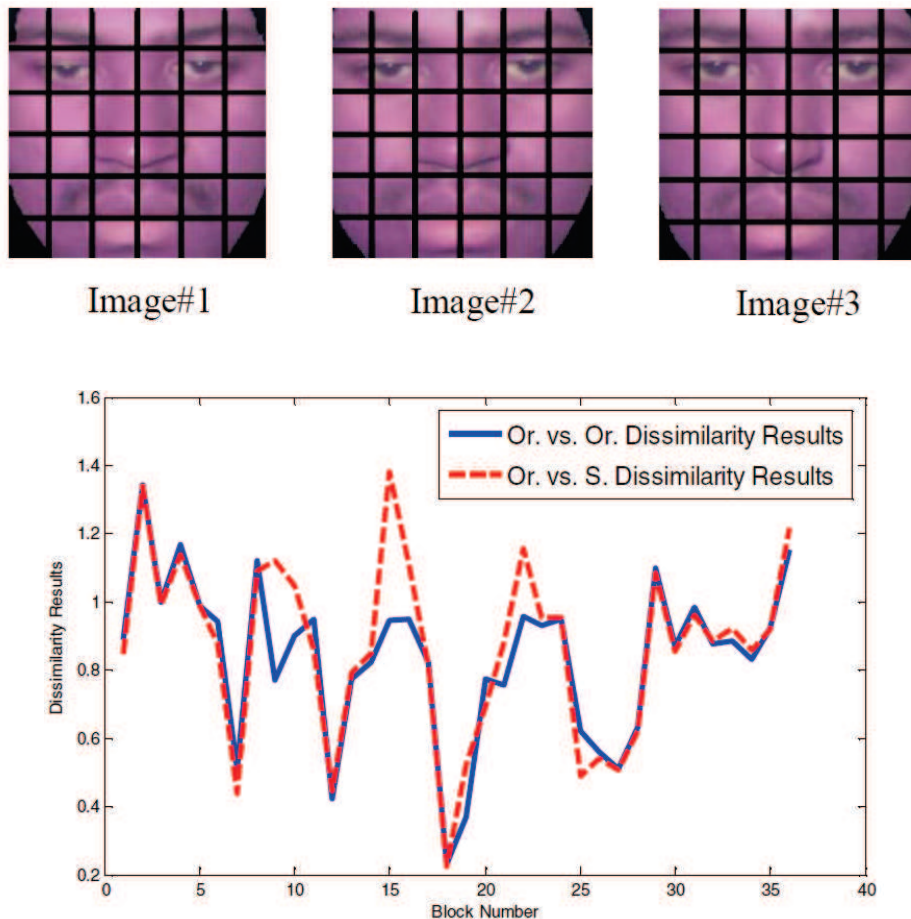 Image#1 Image#2 Image#3
1.6
Or. vs. Or. Dissimilarity Results
1.4
Or. vs. S. Dissimilarity Results
1.2
1
Dissimilarity Results
0.8
0.6
0.4
0.2
0 5 10 15 20 25 30 35 40
Block Number